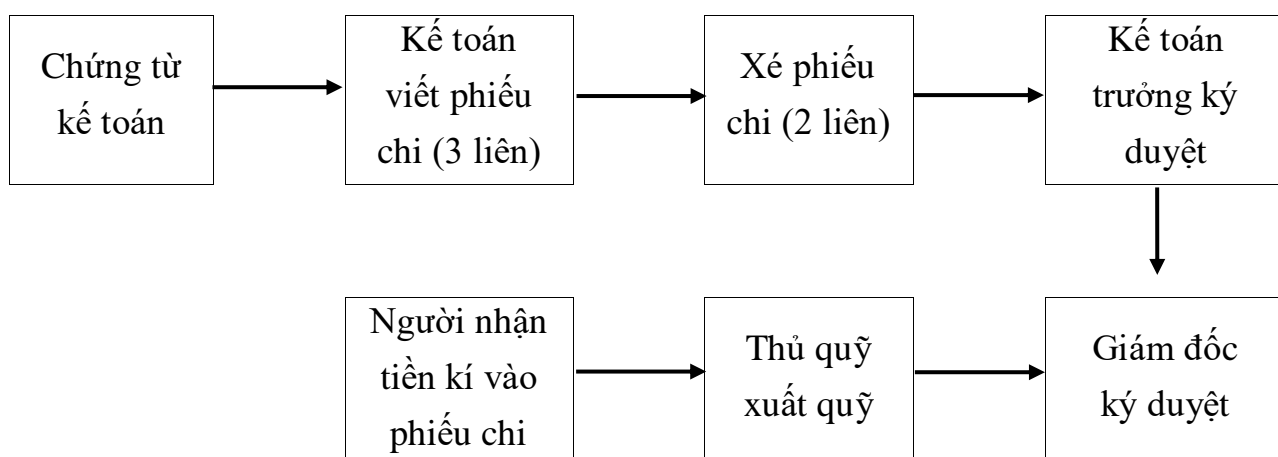 Chứng từ
kế toán
Kế toán
viết phiếu
chi (3 liên)
Xé phiếu
chi (2 liên)
Kế toán
trưởng ký
duyệt
Người nhận
tiền kí vào
phiếu chi
Thủ quỹ
xuất quỹ
Giám đốc
ký duyệt